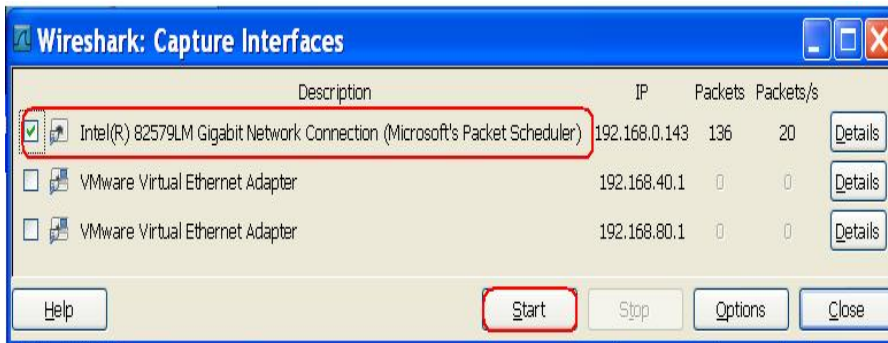 Wireshark: Capture Interfaces
Description IP Packets Packets/s
Intel(R) 82579LM Gigabit Network Connection (Microsoft's Packet Scheduler) 192.168.0.143 136 20 Details
VMware Virtual Ethernet Adapter 192.168.40.1 0 0 Details
VMware Virtual Ethernet Adapter 192.168.80.1 0 0 Details
Help Start Stop Options Close